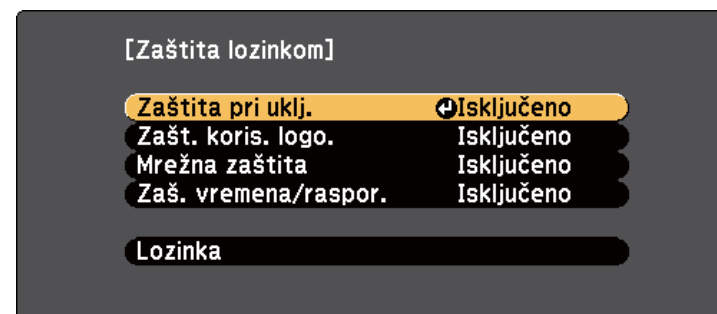 [Zaštita lozinkom]
Zaštita pri uklj. Isključeno
Zašt. koris. logo. Isključeno
Mrežna zaštita Isključeno
Zaš. vremena/raspor. Isključeno
Lozinka